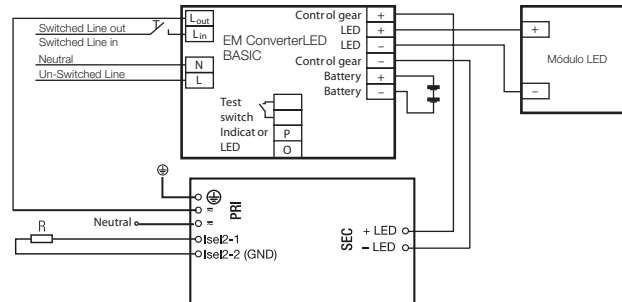 Switched Line out
Switched Line in
Neutral
Un-Switched Line
Lout
Lin
N
L
EM ConverterLED
BASIC
Test
switch
Indicator
LED
P
O
Control gear +
LED +
LED –
Control gear –
Battery +
Battery –
+
–
Módulo LED
R
Neutral
=
=
PRI
Isel2-1
Isel2-2 (GND)
SEC
+ LED
– LED